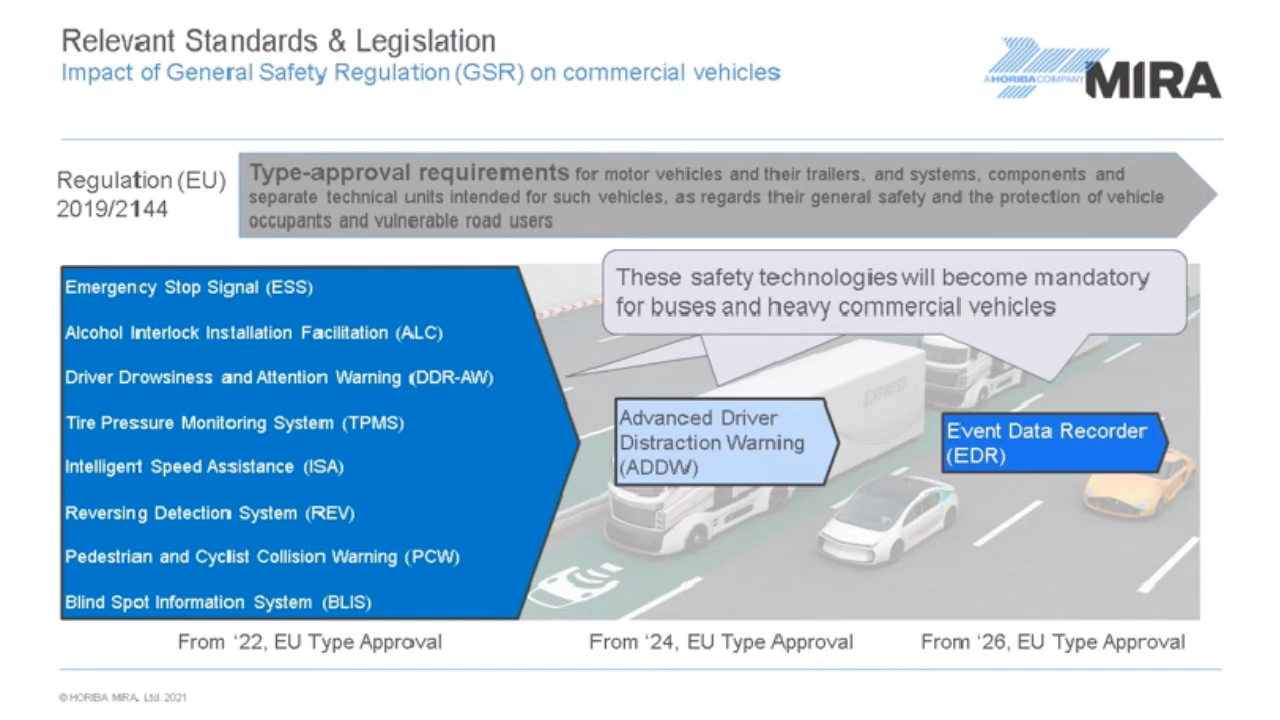 Relevant Standards & Legislation
Impact of General Safety Regulation (GSR) on commercial vehicles
A HORIBA COMPANY
MIRA
Regulation (EU)
2019/2144
Type-approval requirements for motor vehicles and their trailers, and systems, components and
separate technical units intended for such vehicles, as regards their general safety and the protection of vehicle
occupants and vulnerable road users
These safety technologies will become mandatory
for buses and heavy commercial vehicles
Emergency Stop Signal (ESS)
Alcohol Interlock Installation Facilitation (ALC)
Driver Drowsiness and Attention Warning (DDR-AW)
Tire Pressure Monitoring System (TPMS)
Intelligent Speed Assistance (ISA)
Reversing Detection System (REV)
Pedestrian and Cyclist Collision Warning (PCW)
Blind Spot Information System (BLIS)
EXPRESS
Advanced Driver
Distraction Warning
(ADDW)
Event Data Recorder
(EDR)
From ‘22, EU Type Approval
From ‘24, EU Type Approval
From ‘26, EU Type Approval
© HORIBA MIRA, Ltd. 2021